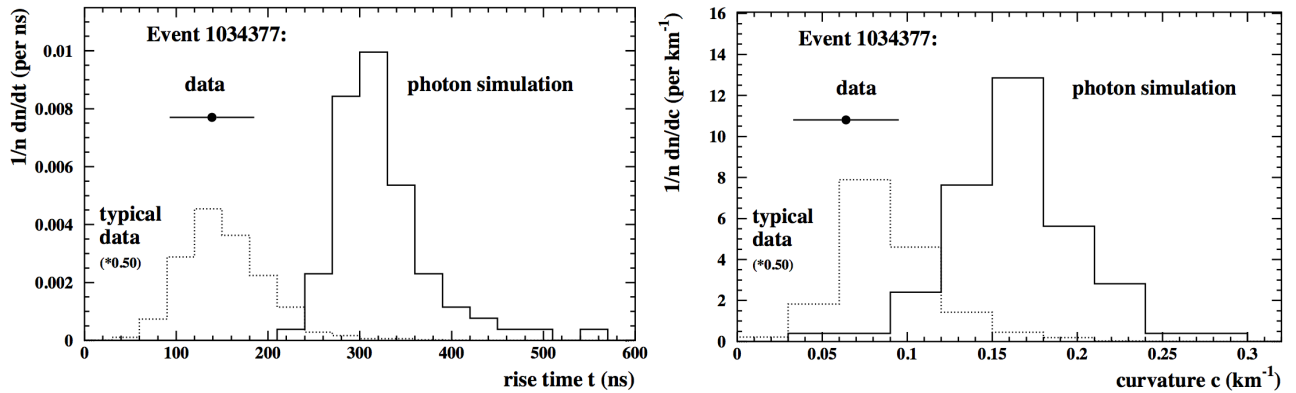 Event 1034377:
data
photon simulation
typical
data
(*0.50)
1/n dn/dt (per ns)
0.01
0.008
0.006
0.004
0.002
0
0 100 200 300 400 500 600
rise time t (ns)
Event 1034377:
data
photon simulation
typical
data
(*0.50)
1/n dn/dc (per km⁻¹)
16
14
12
10
8
6
4
2
0
0 0.05 0.1 0.15 0.2 0.25 0.3
curvature c (km⁻¹)